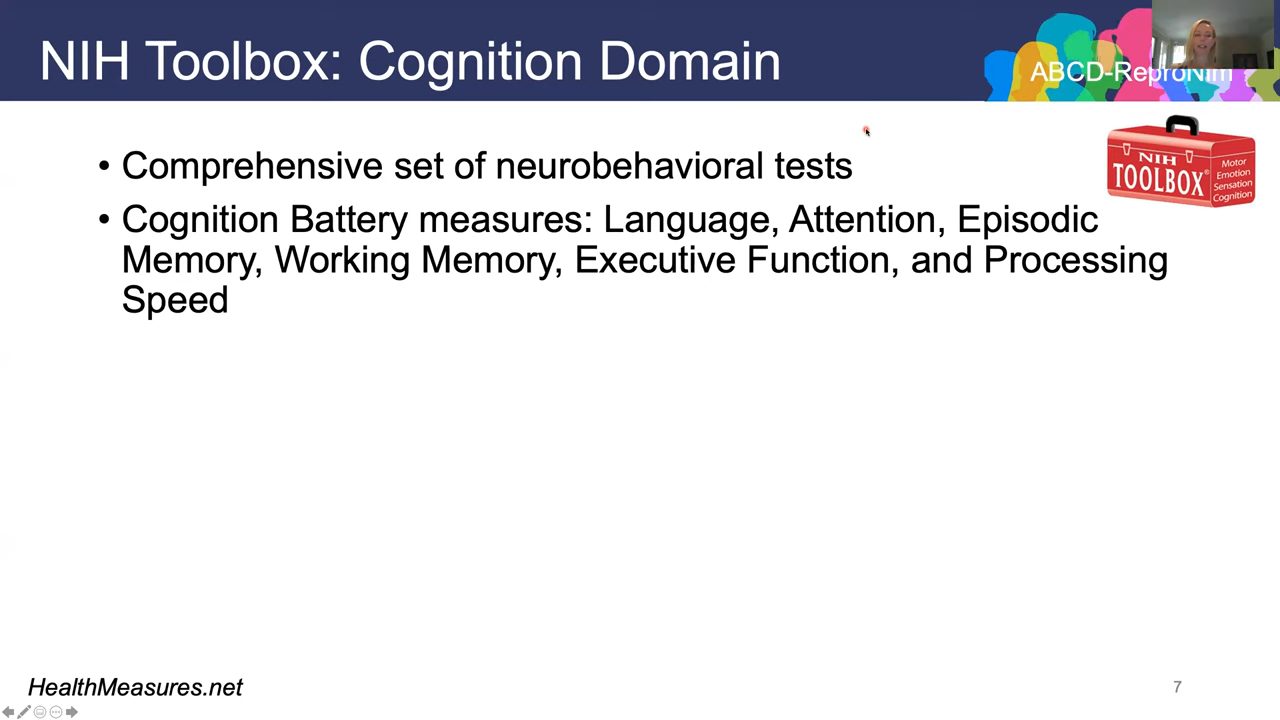 NIH Toolbox: Cognition Domain
ABCD-ReproNim
• Comprehensive set of neurobehavioral tests
• Cognition Battery measures: Language, Attention, Episodic
Memory, Working Memory, Executive Function, and Processing
Speed
NIH
TOOLBOX®
Motor
Emotion
Sensation
Cognition
HealthMeasures.net
7